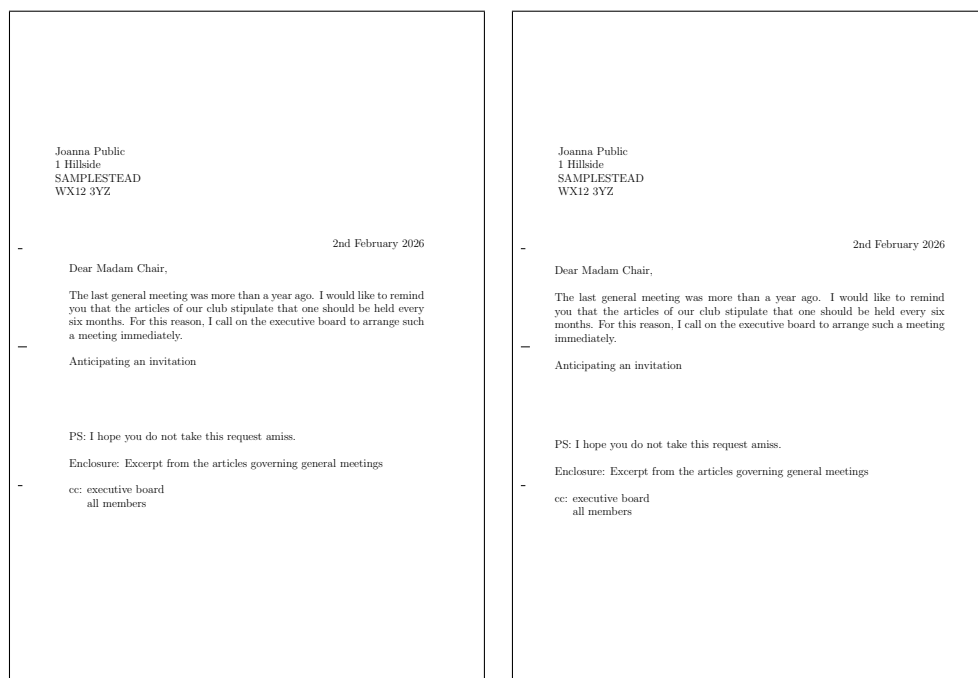 Joanna Public
1 Hillside
SAMPLESTEAD
WX12 3YZ
2nd February 2026
Dear Madam Chair,
The last general meeting was more than a year ago. I would like to remind
you that the articles of our club stipulate that one should be held every
six months. For this reason, I call on the executive board to arrange such
a meeting immediately.
Anticipating an invitation
PS: I hope you do not take this request amiss.
Enclosure: Excerpt from the articles governing general meetings
cc: executive board
all members
Joanna Public
1 Hillside
SAMPLESTEAD
WX12 3YZ
2nd February 2026
Dear Madam Chair,
The last general meeting was more than a year ago. I would like to remind
you that the articles of our club stipulate that one should be held every six
months. For this reason, I call on the executive board to arrange such a meeting
immediately.
Anticipating an invitation
PS: I hope you do not take this request amiss.
Enclosure: Excerpt from the articles governing general meetings
cc: executive board
all members